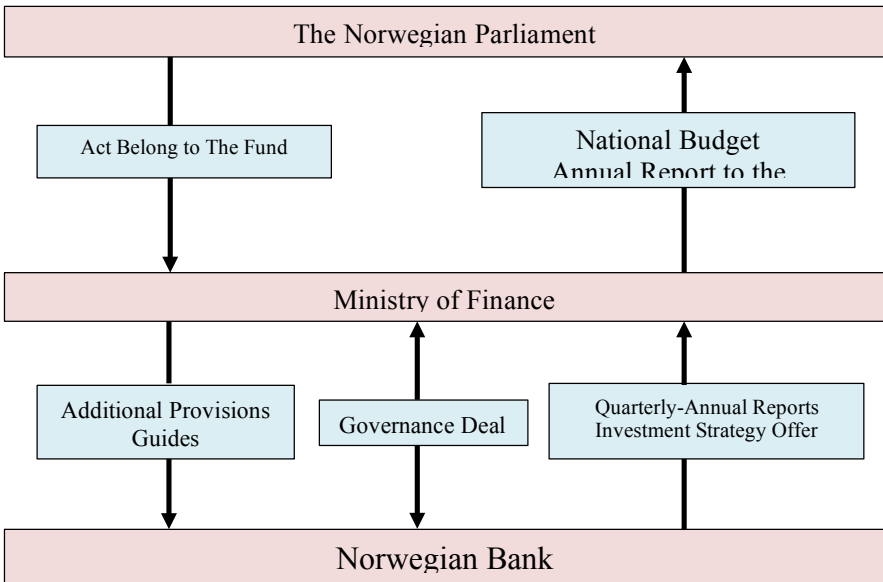 The Norwegian Parliament
Act Belong to The Fund
National Budget
Annual Report to the
Ministry of Finance
Additional Provisions
Guides
Governance Deal
Quarterly-Annual Reports
Investment Strategy Offer
Norwegian Bank